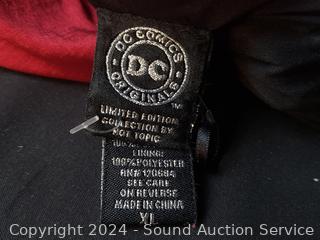 DC COMICS
DC
ORIGINALS
TM
LIMITED EDITION
COLLECTION BY
HOT TOPIC
LINING:
100% POLYESTER
RN# 120684
SEE CARE
ON REVERSE
MADE IN CHINA
XL
Copyright 2024 - Sound Auction Service